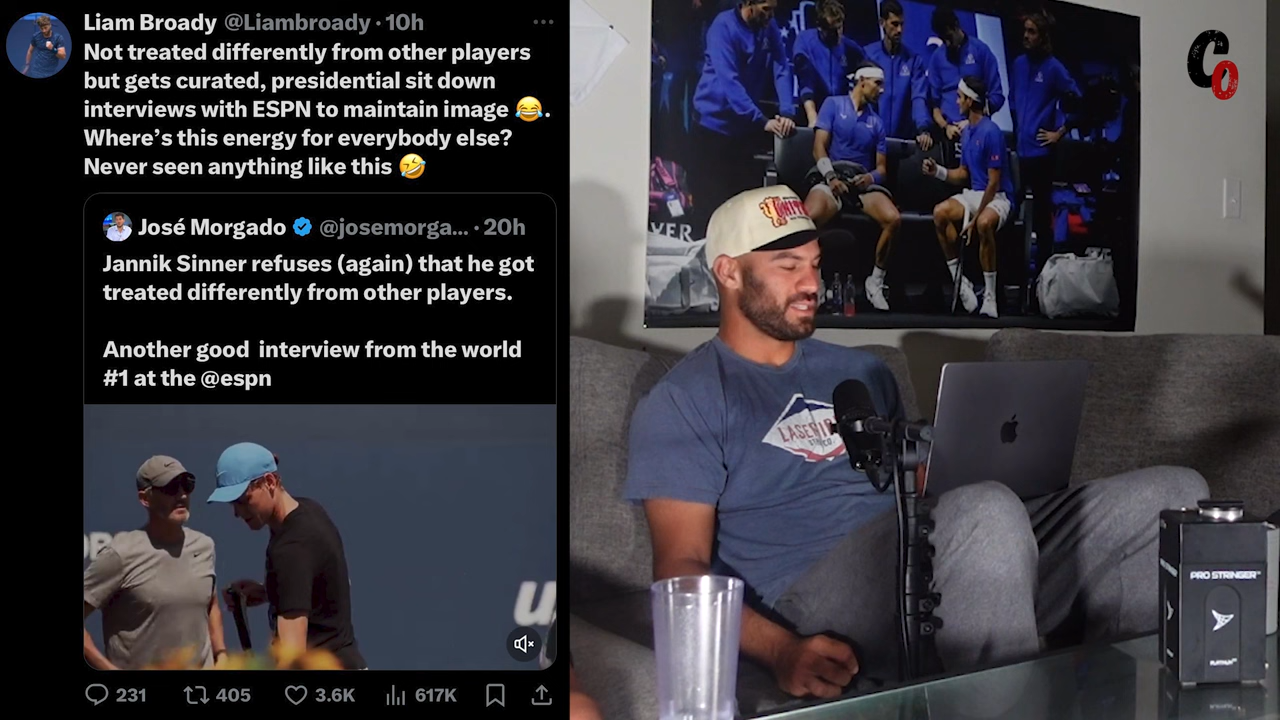 Liam Broady @Liambroady · 10h
Not treated differently from other players
but gets curated, presidential sit down
interviews with ESPN to maintain image 😂.
Where’s this energy for everybody else?
Never seen anything like this 🤣
José Morgado @josemorga... · 20h
Jannik Sinner refuses (again) that he got
treated differently from other players.
Another good interview from the world
#1 at the @espn
231
405
3.6K
617K
CO
UNITED
PRO STRINGER